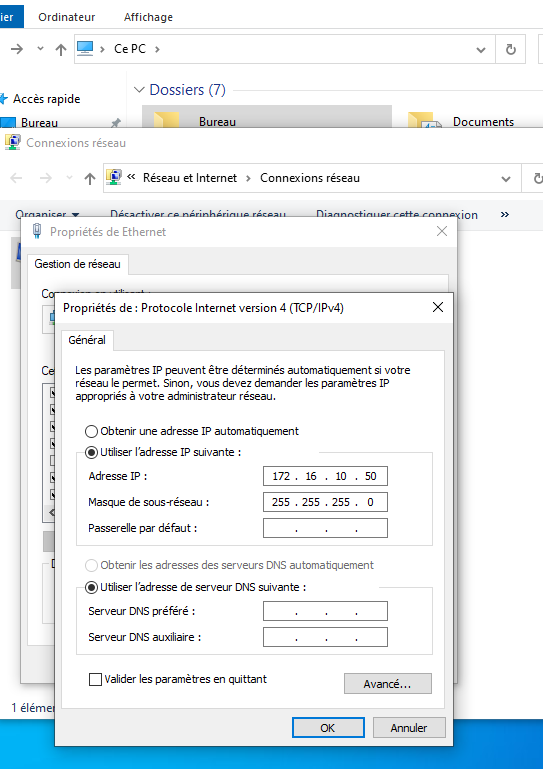 ier Ordinateur Affichage
Ce PC
Accès rapide
Dossiers (7)
Bureau
Bureau
Documents
Connexions réseau
« Réseau et Internet > Connexions réseau
Organiser Désactiver ce périphérique réseau Diagnostiquer cette connexion »
Propriétés de Ethernet
Gestion de réseau
Propriétés de : Protocole Internet version 4 (TCP/IPv4)
Général
Les paramètres IP peuvent être déterminés automatiquement si votre
réseau le permet. Sinon, vous devez demander les paramètres IP
appropriés à votre administrateur réseau.
Obtenir une adresse IP automatiquement
Utiliser l'adresse IP suivante :
Adresse IP : 172 . 16 . 10 . 50
Masque de sous-réseau : 255 . 255 . 255 . 0
Passerelle par défaut : . . .
Obtenir les adresses des serveurs DNS automatiquement
Utiliser l'adresse de serveur DNS suivante :
Serveur DNS préféré : . . .
Serveur DNS auxiliaire : . . .
Valider les paramètres en quittant
Avancé...
1 éléme
OK Annuler